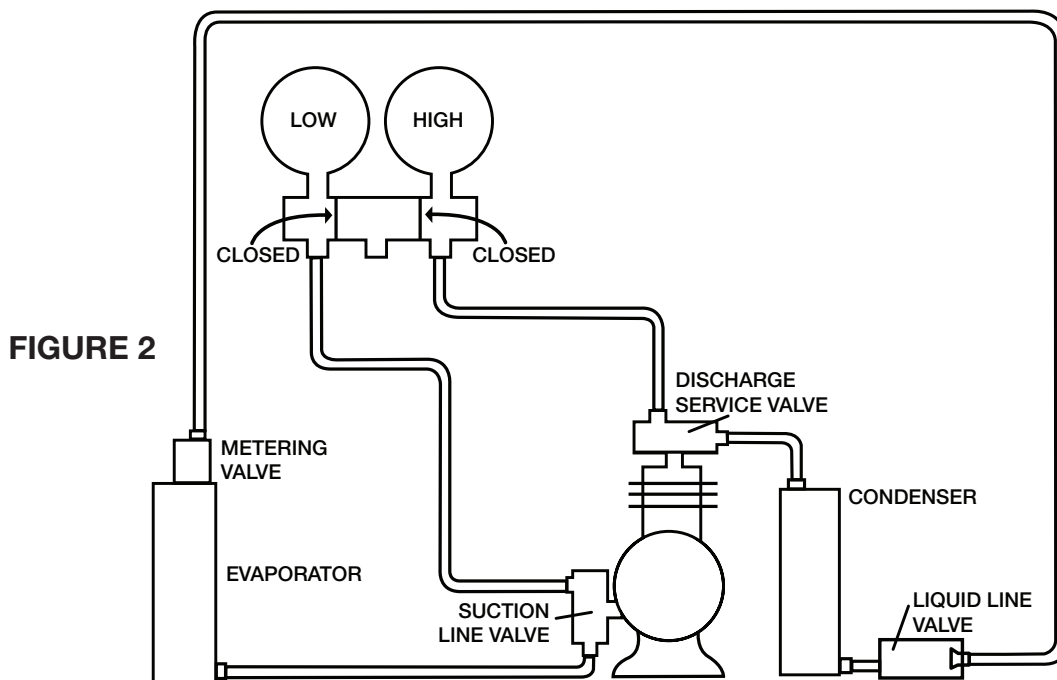 LOW
HIGH
CLOSED
CLOSED
FIGURE 2
DISCHARGE
SERVICE VALVE
METERING
VALVE
CONDENSER
EVAPORATOR
SUCTION
LINE VALVE
LIQUID LINE
VALVE